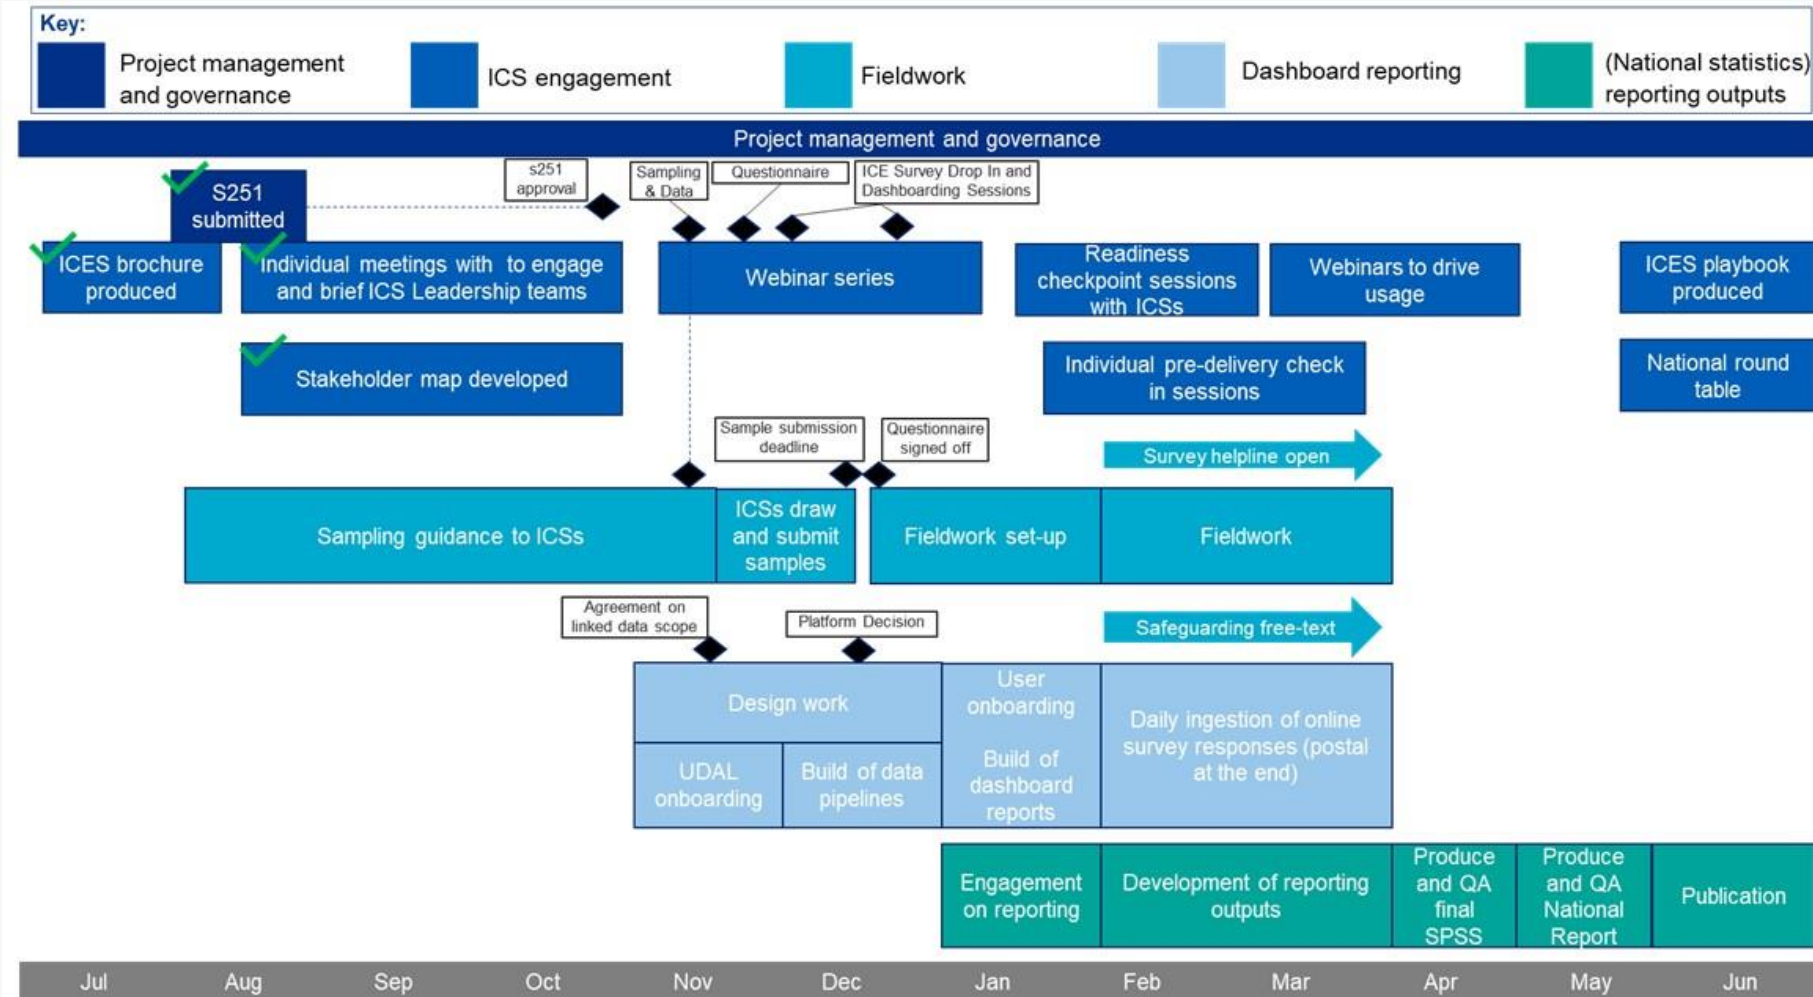 Key:
Project management
and governance
ICS engagement
Fieldwork
Dashboard reporting
(National statistics)
reporting outputs
Project management and governance
S251
submitted
s251
approval
Sampling
& Data
Questionnaire
ICE Survey Drop In and
Dashboarding Sessions
ICES brochure
produced
Individual meetings with to engage
and brief ICS Leadership teams
Webinar series
Readiness
checkpoint sessions
with ICSs
Webinars to drive
usage
ICES playbook
produced
Stakeholder map developed
Individual pre-delivery check
in sessions
National round
table
Sample submission
deadline
Questionnaire
signed off
Survey helpline open
Sampling guidance to ICSs
ICSs draw
and submit
samples
Fieldwork set-up
Fieldwork
Agreement on
linked data scope
Platform Decision
Safeguarding free-text
Design work
User
onboarding
Build of
dashboard
reports
Daily ingestion of online
survey responses (postal
at the end)
UDAL
onboarding
Build of data
pipelines
Engagement
on reporting
Development of reporting
outputs
Produce
and QA
final
SPSS
Produce
and QA
National
Report
Publication
Jul
Aug
Sep
Oct
Nov
Dec
Jan
Feb
Mar
Apr
May
Jun